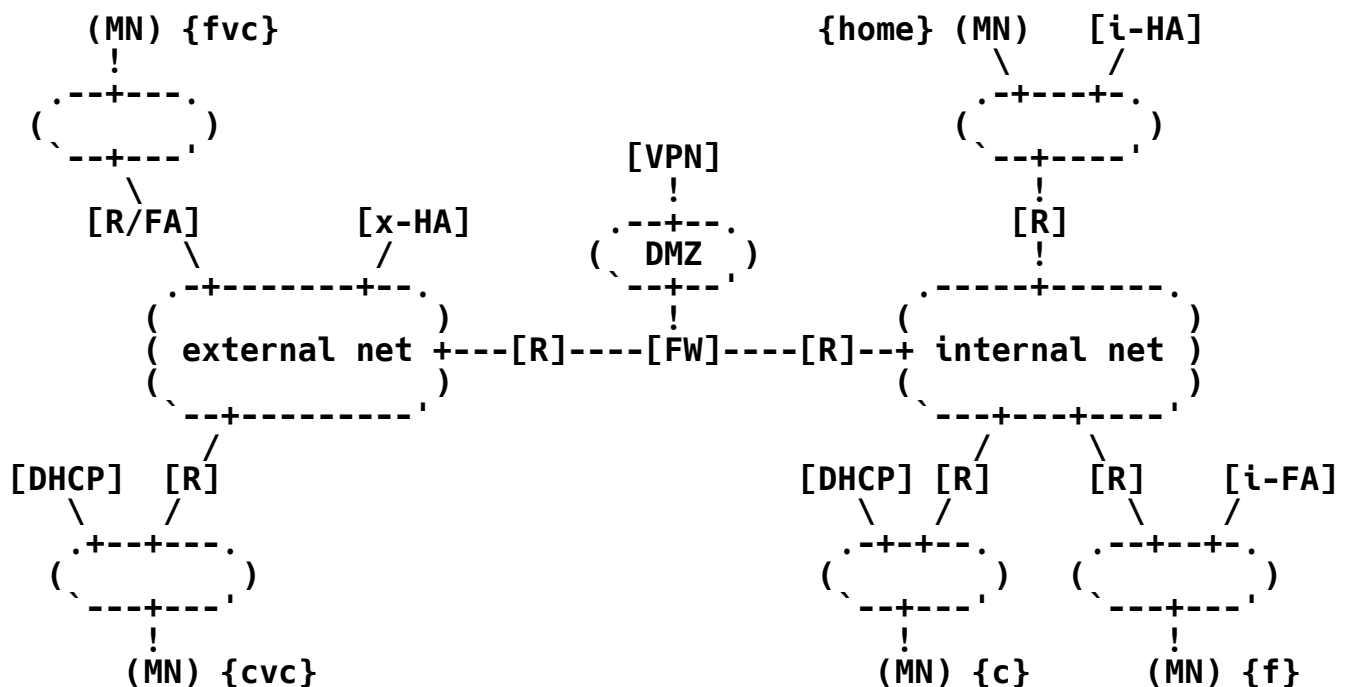 (MN) {fvc} {home} (MN) [i-HA]
[VPN]
[R/FA] [x-HA] [R]
DMZ
external net [R] [FW] [R] internal net
[DHCP] [R] [DHCP] [R] [R] [i-FA]
(MN) {cvc} (MN) {c} (MN) {f}